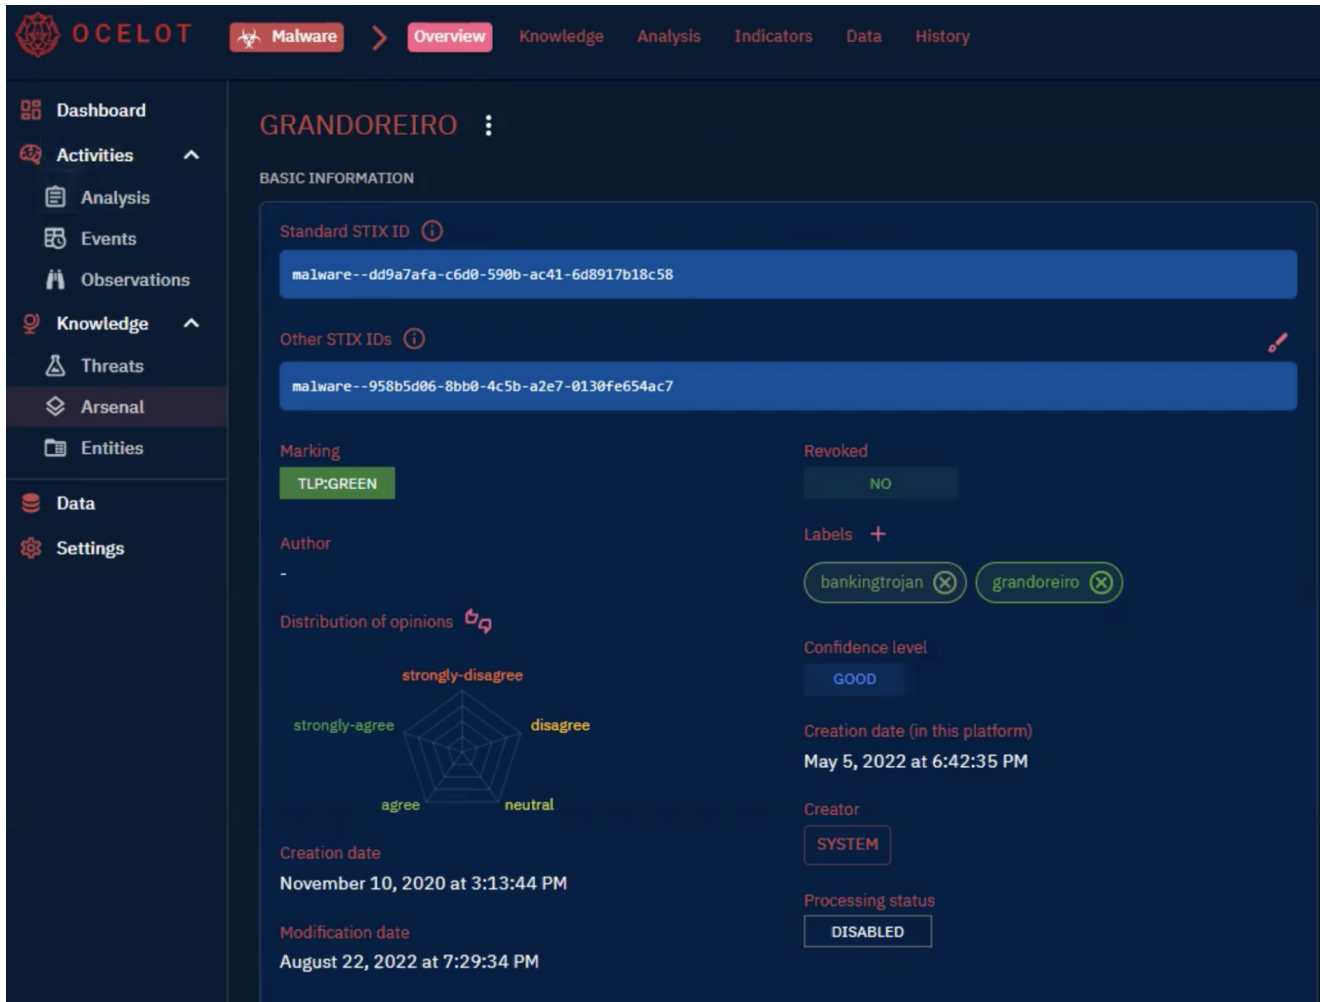 OCELOT
Malware
Overview
Knowledge
Analysis
Indicators
Data
History
Dashboard
Activities
Analysis
Events
Observations
Knowledge
Threats
Arsenal
Entities
Data
Settings
GRANDOREIRO
BASIC INFORMATION
Standard STIX ID
malware--dd9a7afa-c6d0-590b-ac41-6d8917b18c58
Other STIX IDs
malware--958b5d06-8bb0-4c5b-a2e7-0130fe654ac7
Marking
TLP:GREEN
Author
-
Distribution of opinions
strongly-disagree
strongly-agree
disagree
agree
neutral
Creation date
November 10, 2020 at 3:13:44 PM
Modification date
August 22, 2022 at 7:29:34 PM
Revoked
NO
Labels
bankingtrojan
grandoreiro
Confidence level
GOOD
Creation date (in this platform)
May 5, 2022 at 6:42:35 PM
Creator
SYSTEM
Processing status
DISABLED